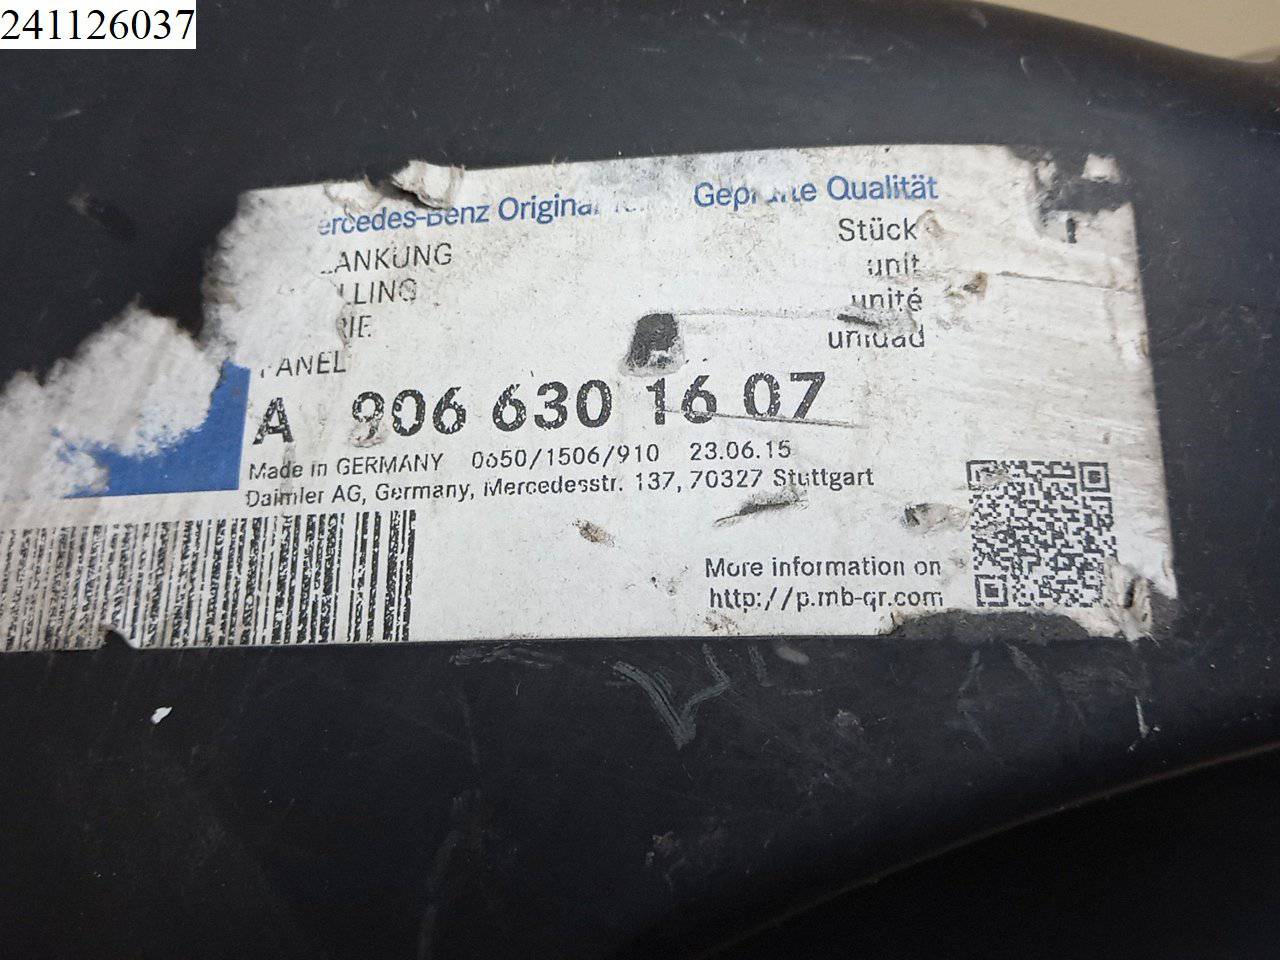 241126037
ercedes-Benz Original Geprüfte Qualität
ANKUNG Stück
LLING unit
RIE unité
PANEL unidad
A 906 630 16 07
Made in GERMANY 0650/1506/910 23.06.15
Daimler AG, Germany, Mercedesstr. 137, 70327 Stuttgart
More information on
http://p.mb-qr.com